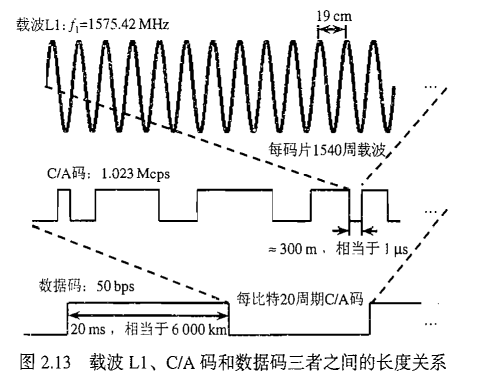 载波L1:f₁=1575.42 MHz
19 cm
...
每码片1540周载波
C/A码：1.023 Mcps
...
≈300 m，相当于1 μs
数据码：50 bps
每比特20周期C/A码
20 ms，相当于6 000 km
...
图 2.13 载波 L1、C/A 码和数据码三者之间的长度关系